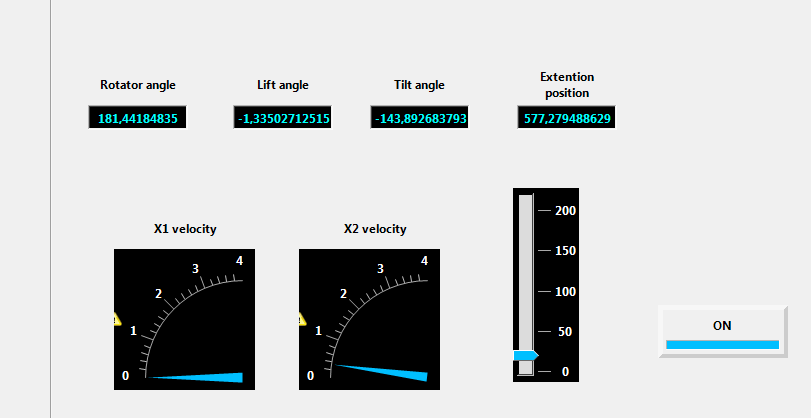 Rotator angle
Lift angle
Tilt angle
Extention
position
181,44184835
-1,33502712515
-143,892683793
577,279488629
X1 velocity
X2 velocity
0
1
2
3
4
0
1
2
3
4
200
150
100
50
0
ON